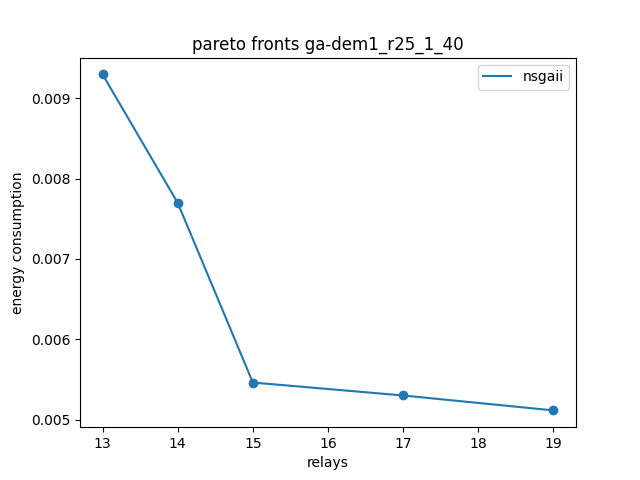 pareto fronts ga-dem1_r25_1_40
nsgaii
0.009
0.008
0.007
0.006
0.005
energy consumption
13 14 15 16 17 18 19
relays